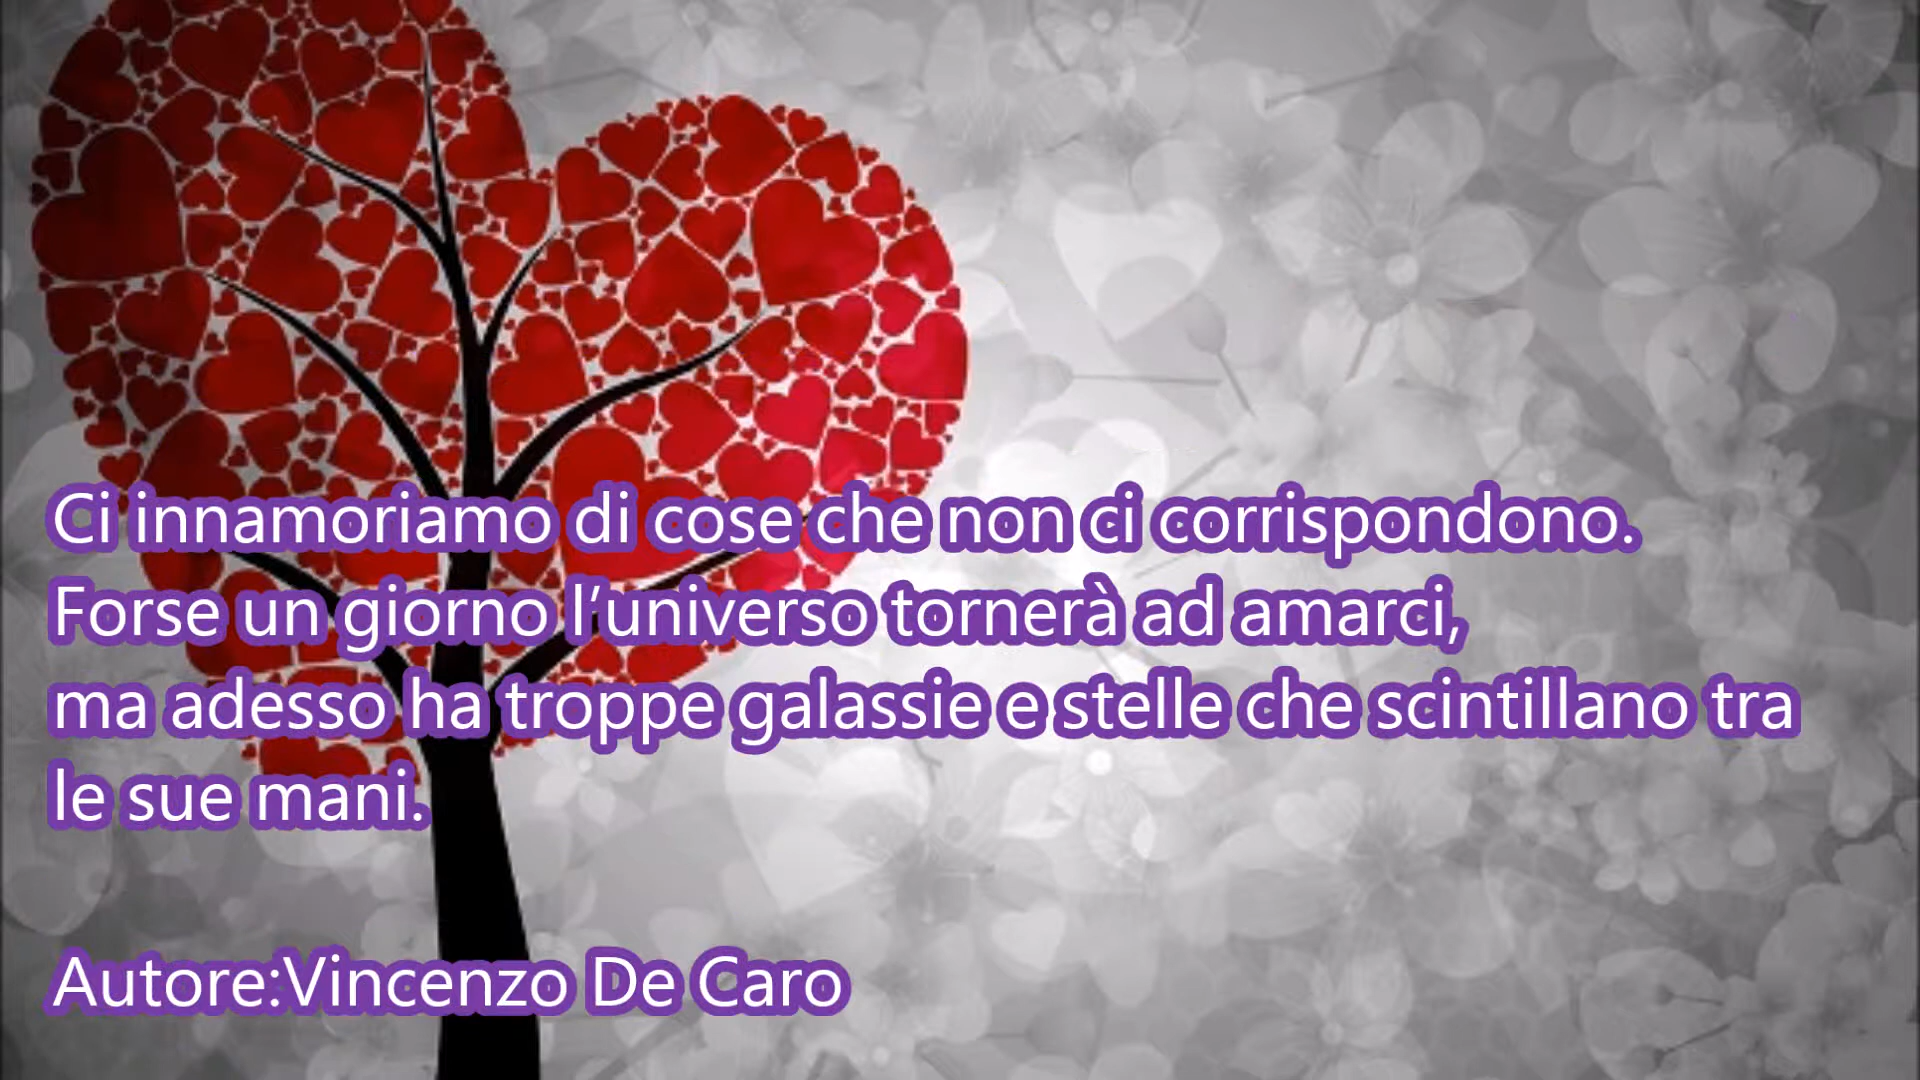 Ci innamoriamo di cose che non ci corrispondono.
Forse un giorno l’universo tornerà ad amarci,
ma adesso ha troppe galassie e stelle che scintillano tra
le sue mani.
Autore:Vincenzo De Caro